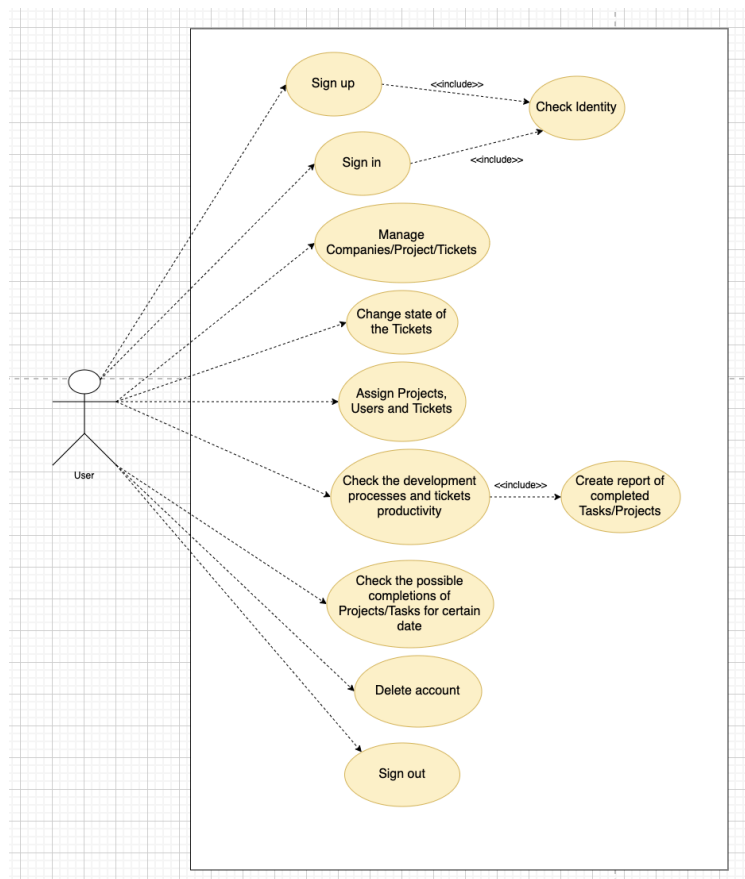 Sign up
<<include>>
Check Identity
Sign in
<<include>>
Manage
Companies/Project/Tickets
Change state of
the Tickets
Assign Projects,
Users and Tickets
User
Check the development
processes and tickets
productivity
<<include>>
Create report of
completed
Tasks/Projects
Check the possible
completions of
Projects/Tasks for certain
date
Delete account
Sign out